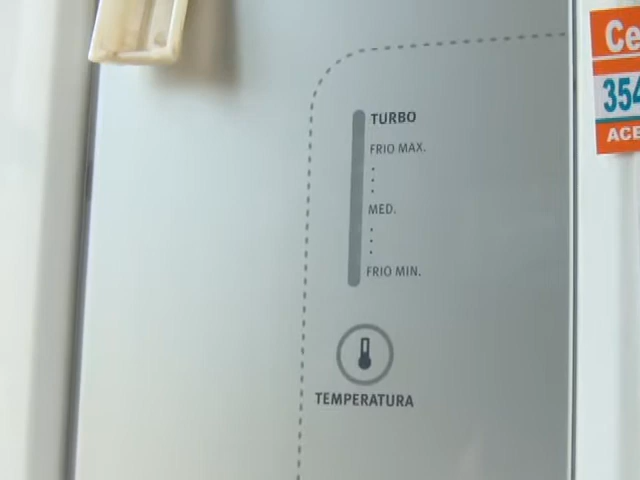 TURBO
FRIO MAX.
MED.
FRIO MIN.
TEMPERATURA
Ce
354
ACE